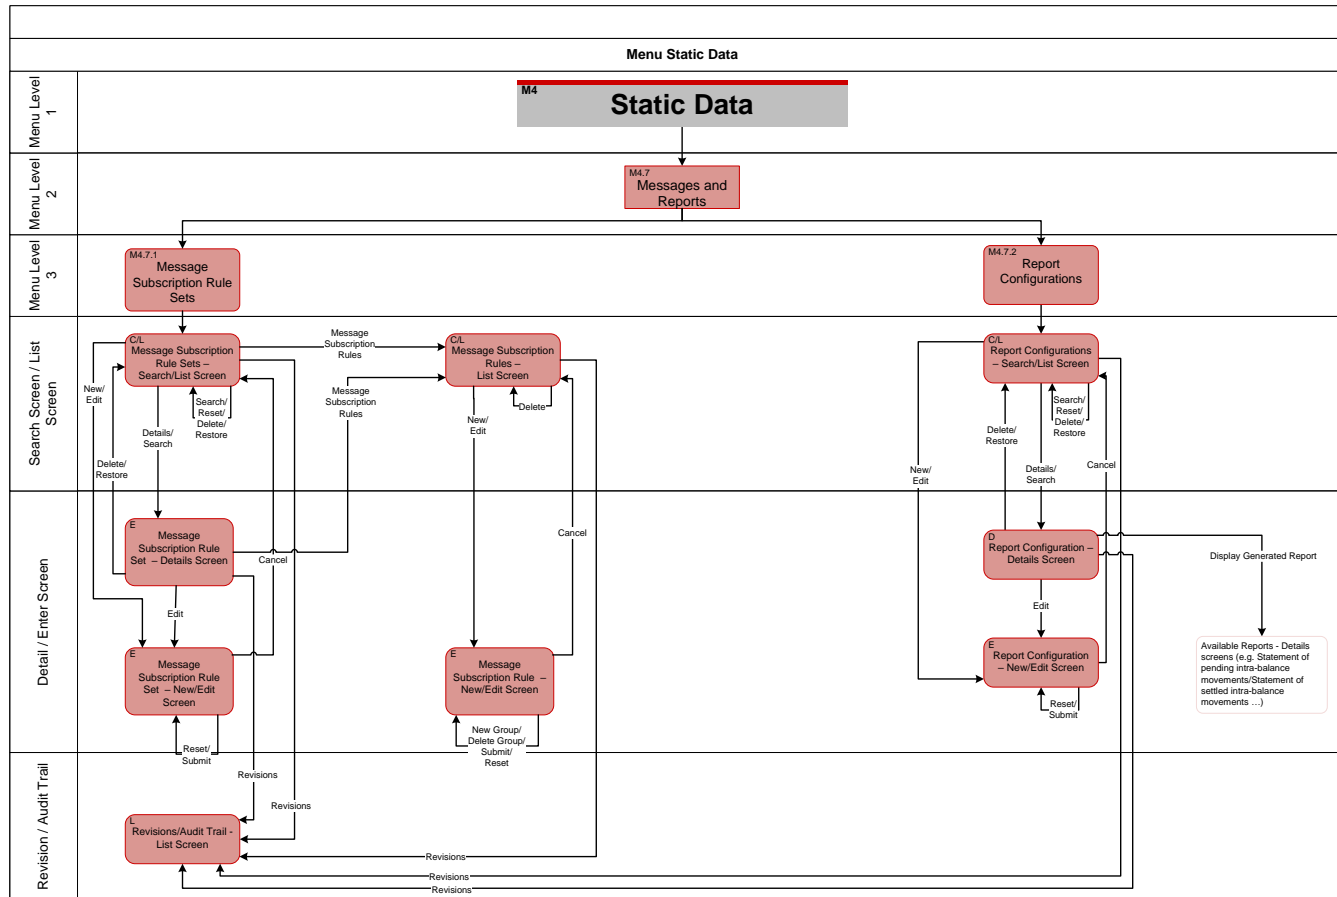 Menu Static Data
Menu Level
1
M4
Static Data
Menu Level
2
M4.7
Messages and
Reports
Menu Level
3
M4.7.1
Message
Subscription Rule
Sets
M4.7.2
Report
Configurations
Search Screen / List
Screen
C/L
Message Subscription
Rule Sets –
Search/List Screen
Message
Subscription
Rules
C/L
Message Subscription
Rules –
List Screen
C/L
Report Configurations
– Search/List Screen
New/
Edit
Search/
Reset/
Delete/
Restore
Message
Subscription
Rules
Delete
Search/
Reset/
Delete/
Restore
Details/
Search
New/
Edit
Delete/
Restore
Delete/
Restore
New/
Edit
Details/
Search
Cancel
Detail / Enter Screen
E
Message
Subscription Rule
Set – Details Screen
Cancel
Cancel
D
Report Configuration –
Details Screen
Display Generated Report
Edit
Edit
E
Message
Subscription Rule
Set – New/Edit
Screen
E
Message
Subscription Rule –
New/Edit Screen
E
Report Configuration
– New/Edit Screen
Available Reports - Details
screens (e.g. Statement of
pending intra-balance
movements/Statement of
settled intra-balance
movements …)
Reset/
Submit
New Group/
Delete Group/
Submit/
Reset
Reset/
Submit
Revision / Audit Trail
Revisions
Revisions
L
Revisions/Audit Trail -
List Screen
Revisions
Revisions
Revisions